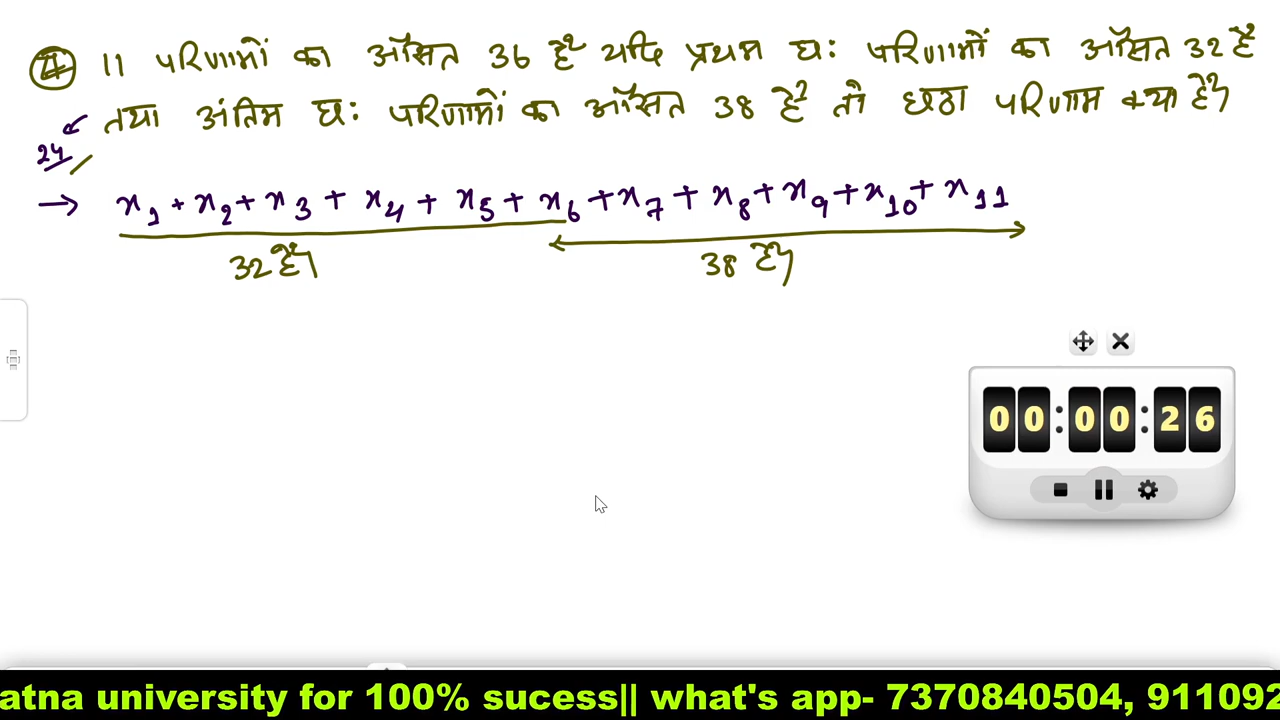 ④ 11 परिणामों का औसत 36 है यदि प्रथम छः परिणामों का औसत 32 है
तथा अंतिम छः परिणामों का औसत 38 है तो छठा परिणाम क्या है?
24
→ x₁ + x₂ + x₃ + x₄ + x₅ + x₆ + x₇ + x₈ + x₉ + x₁₀ + x₁₁
32 है। 38 है।
00:00:26
atna university for 100% sucess|| what's app- 7370840504, 911092